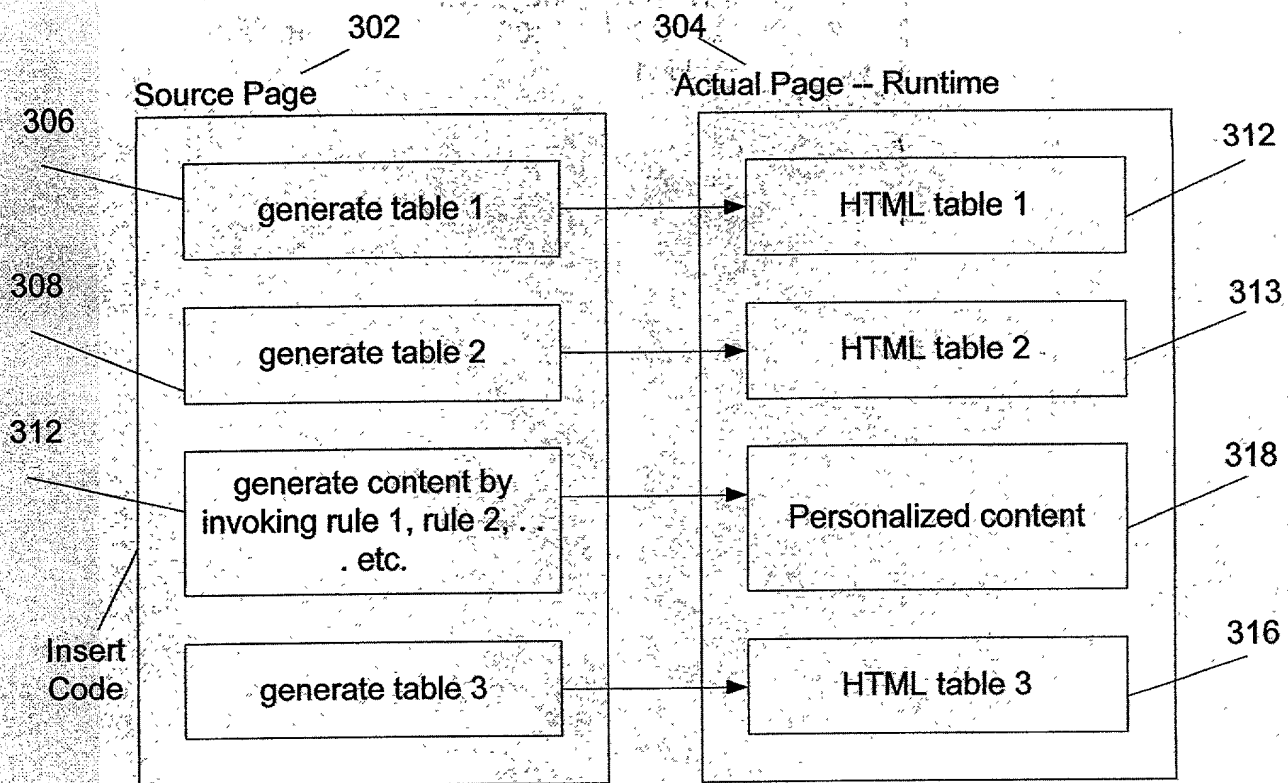 302
304
Source Page
Actual Page -- Runtime
306
312
generate table 1
HTML table 1
308
313
generate table 2
HTML table 2
312
318
generate content by
invoking rule 1, rule 2, . .
. etc.
Personalized content
316
Insert
Code
generate table 3
HTML table 3